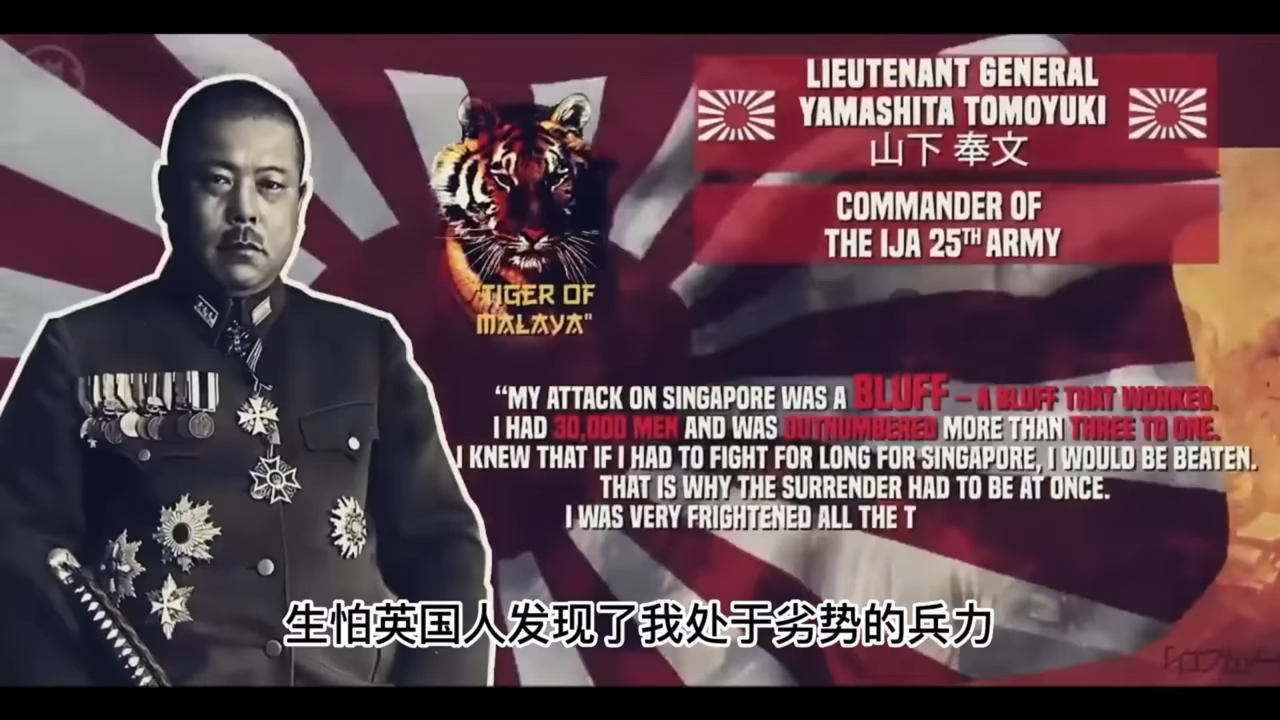 LIEUTENANT GENERAL
YAMASHITA TOMOYUKI
山下 奉文
COMMANDER OF
THE IJA 25TH ARMY
"TIGER OF
MALAYA"
“MY ATTACK ON SINGAPORE WAS A BLUFF – A BLUFF THAT WORKED.
I HAD 30,000 MEN AND WAS OUTNUMBERED MORE THAN THREE TO ONE.
I KNEW THAT IF I HAD TO FIGHT FOR LONG FOR SINGAPORE, I WOULD BE BEATEN.
THAT IS WHY THE SURRENDER HAD TO BE AT ONCE.
I WAS VERY FRIGHTENED ALL THE T
生怕英国人发现了我处于劣势的兵力